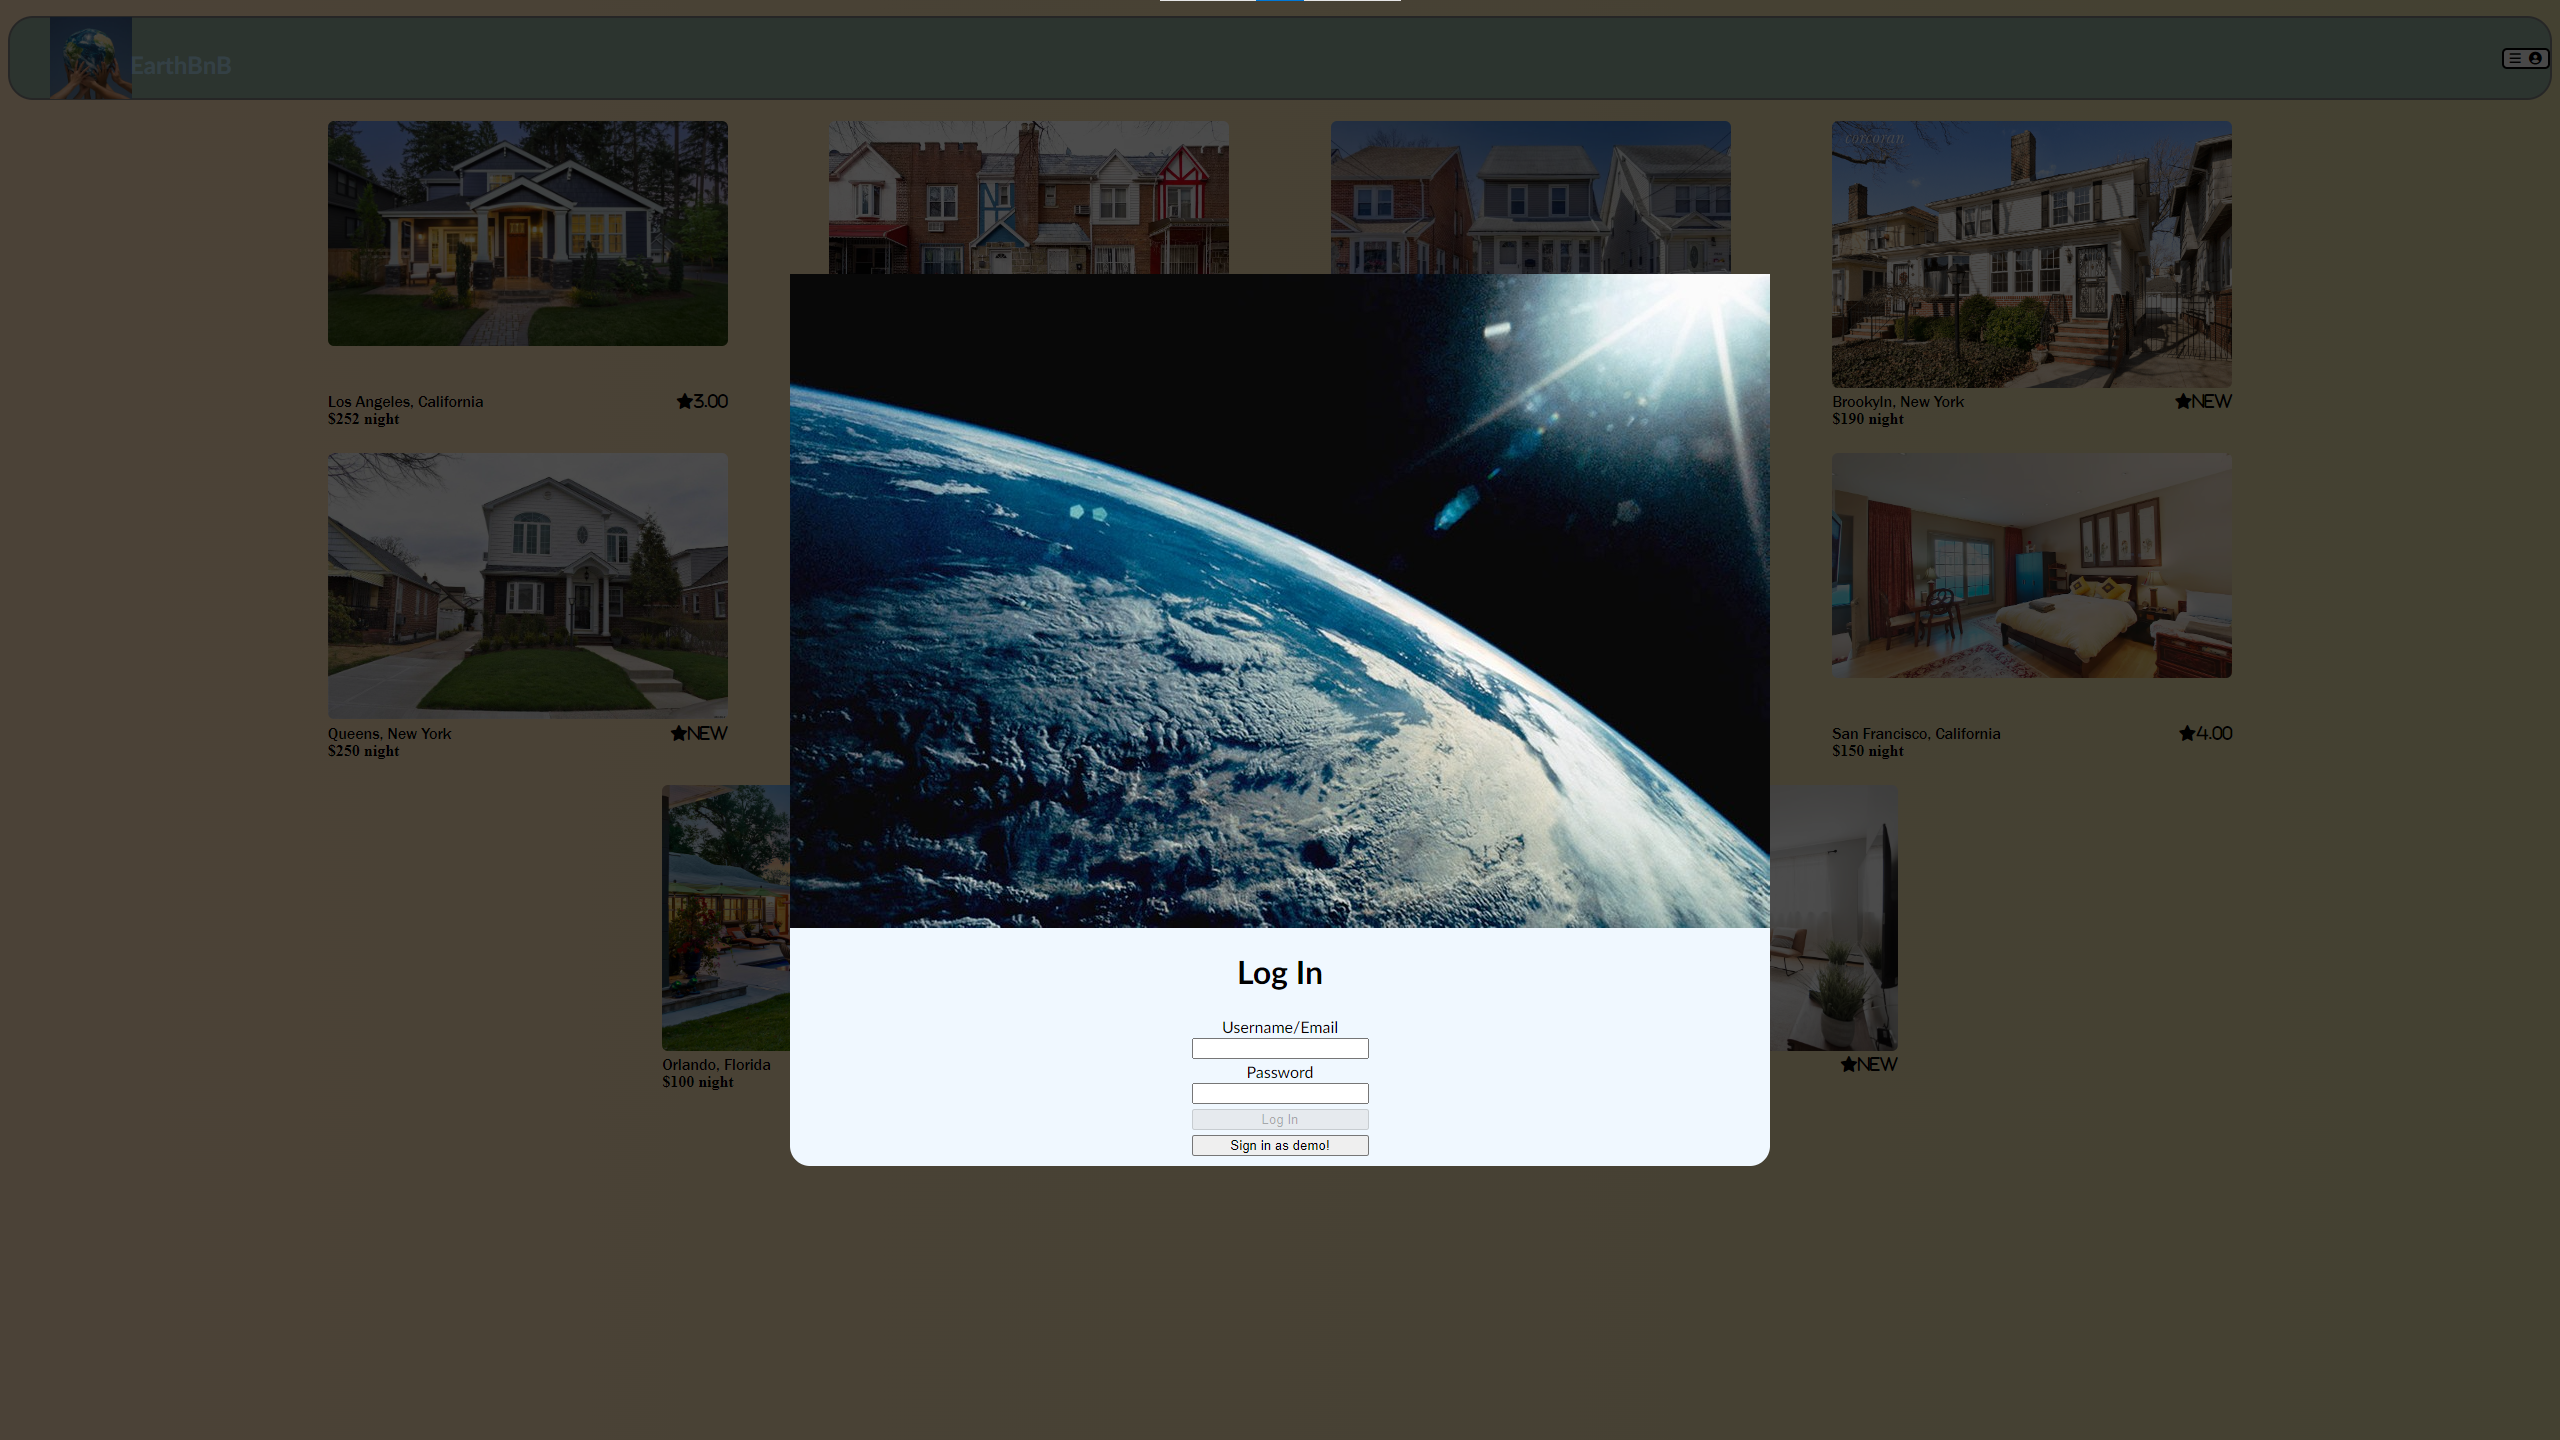 EarthBnB
corcoran
Los Angeles, California
★3.00
$252 night
Brookyln, New York
★NEW
$190 night
Queens, New York
★NEW
$250 night
San Francisco, California
★4.00
$150 night
Orlando, Florida
$100 night
★NEW
Log In
Username/Email
Password
Log In
Sign in as demo!